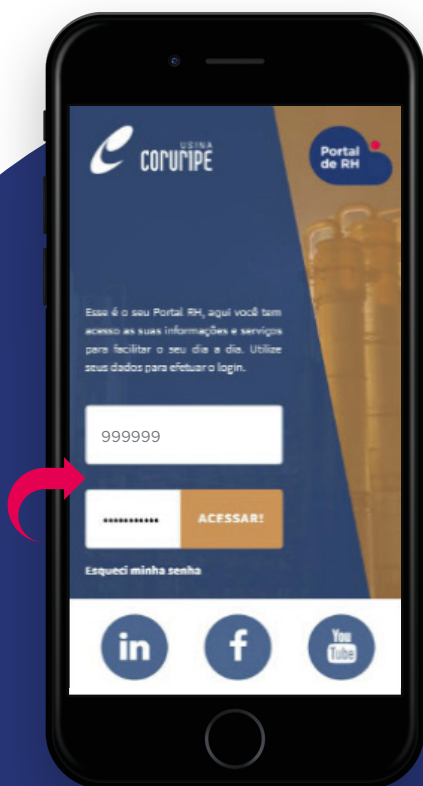 USINA
CORURIPE
Portal
de RH
Esse é o seu Portal RH, aqui você tem
acesso as suas informações e serviços
para facilitar o seu dia a dia. Utilize
seus dados para efetuar o login.
999999
•••••••••••
ACESSAR!
Esqueci minha senha
in
f
You
Tube